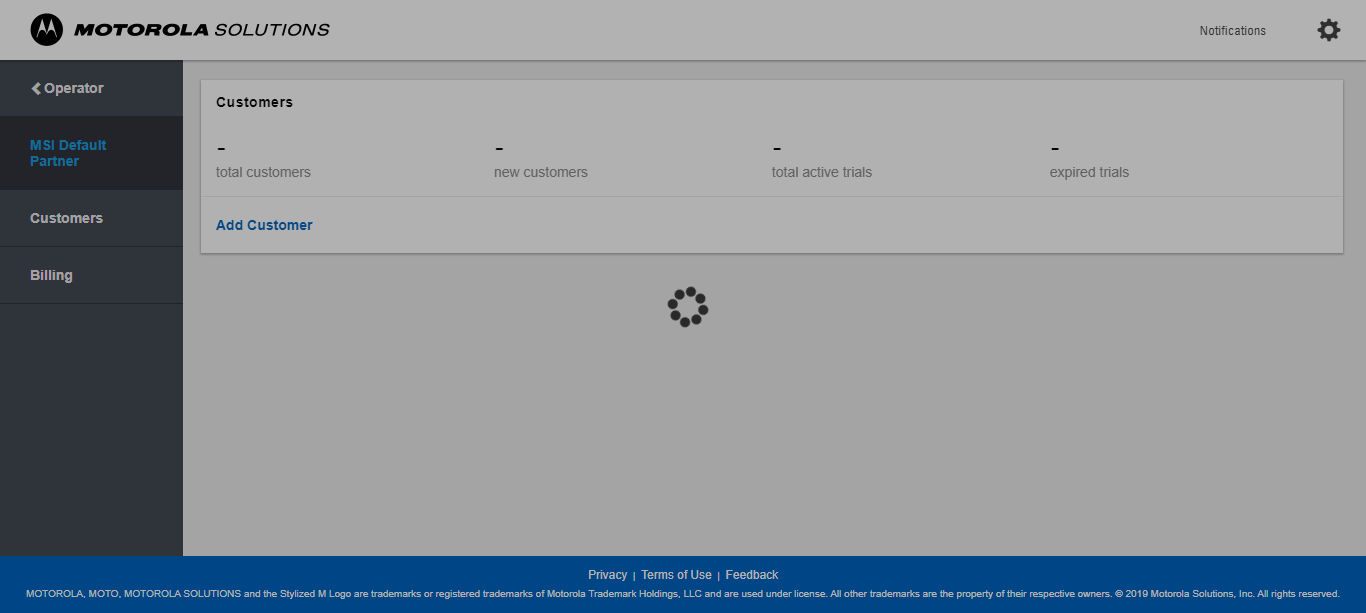 MOTOROLA SOLUTIONS
Notifications
Operator
MSI Default
Partner
Customers
Billing
Customers
- - - -
total customers new customers total active trials expired trials
Add Customer
Privacy | Terms of Use | Feedback
MOTOROLA, MOTO, MOTOROLA SOLUTIONS and the Stylized M Logo are trademarks or registered trademarks of Motorola Trademark Holdings, LLC and are used under license. All other trademarks are the property of their respective owners. © 2019 Motorola Solutions, Inc. All rights reserved.